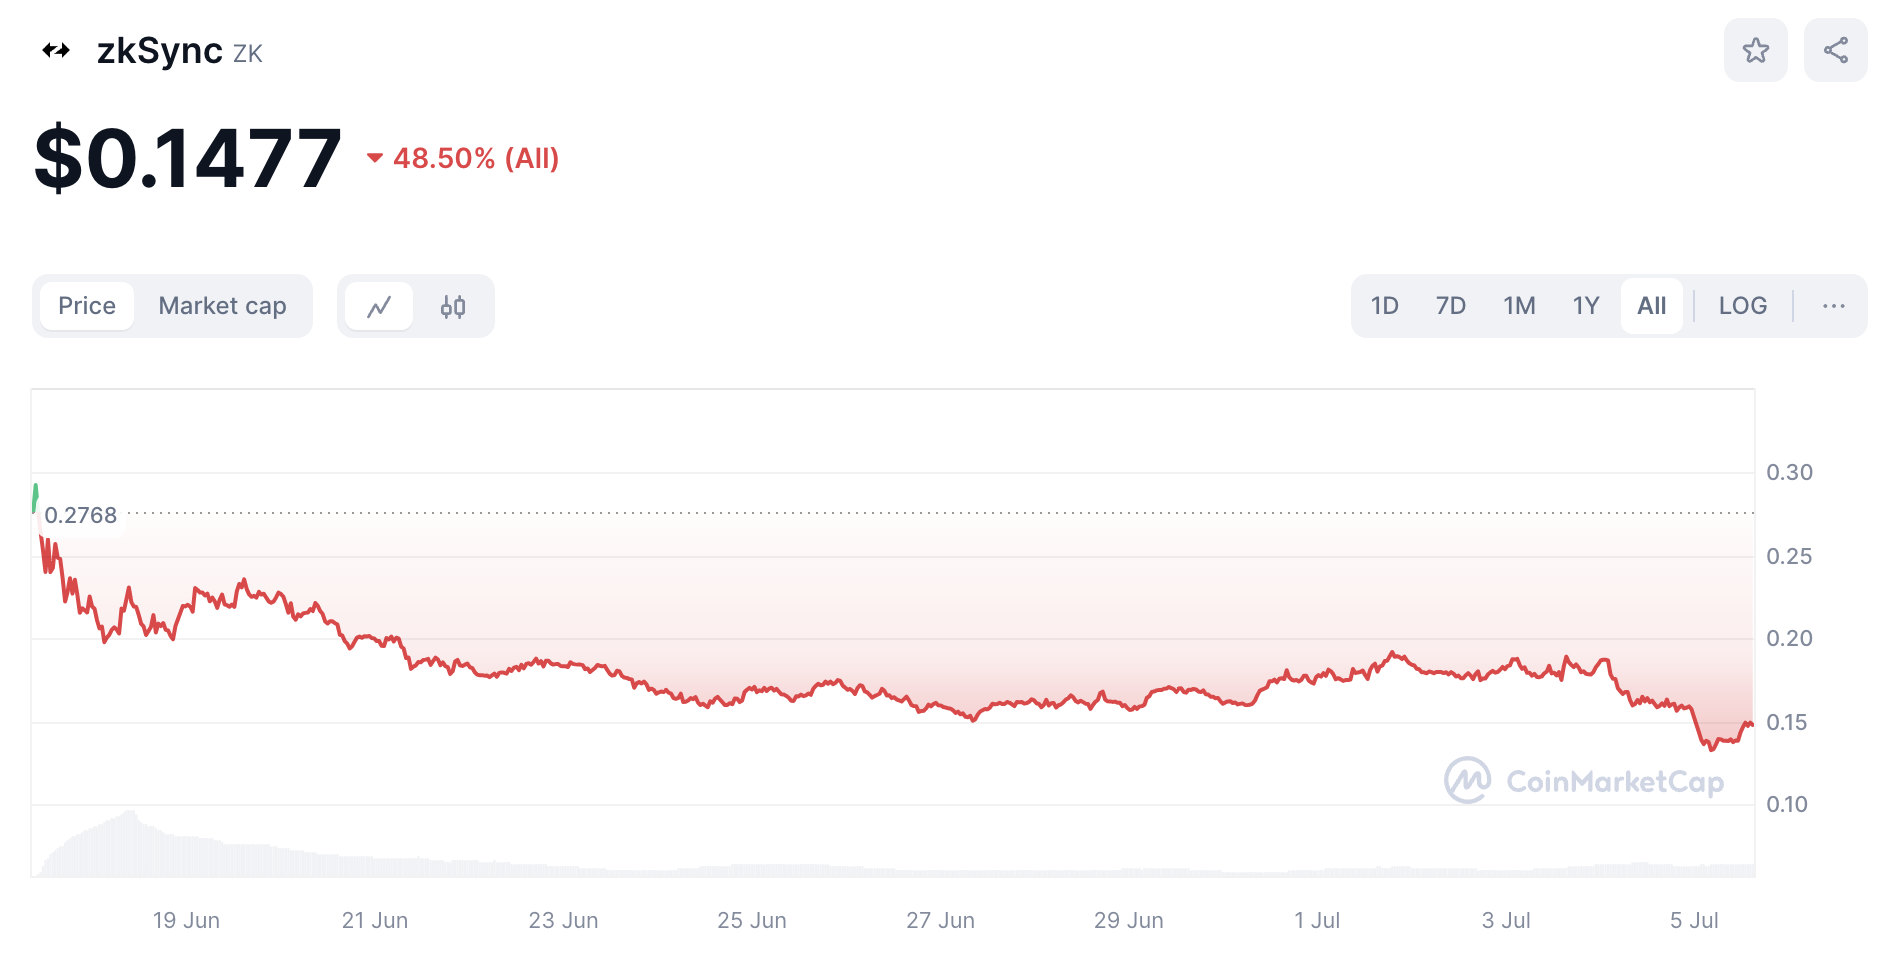 zkSync ZK
$0.1477 48.50% (All)
Price Market cap 1D 7D 1M 1Y All LOG
0.30
0.2768
0.25
0.20
0.15
CoinMarketCap
0.10
19 Jun 21 Jun 23 Jun 25 Jun 27 Jun 29 Jun 1 Jul 3 Jul 5 Jul